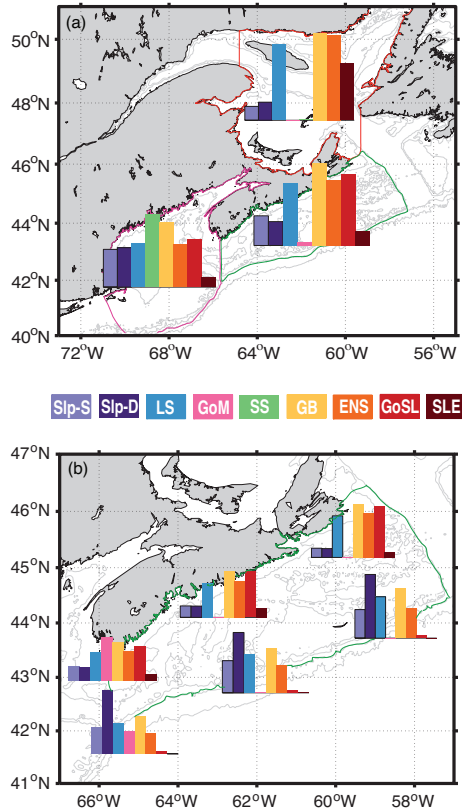 (a)
50°N
48°N
46°N
44°N
42°N
40°N
72°W 68°W 64°W 60°W 56°W
Slp-S Slp-D LS GoM SS GB ENS GoSL SLE
(b)
47°N
46°N
45°N
44°N
43°N
42°N
41°N
66°W 64°W 62°W 60°W 58°W